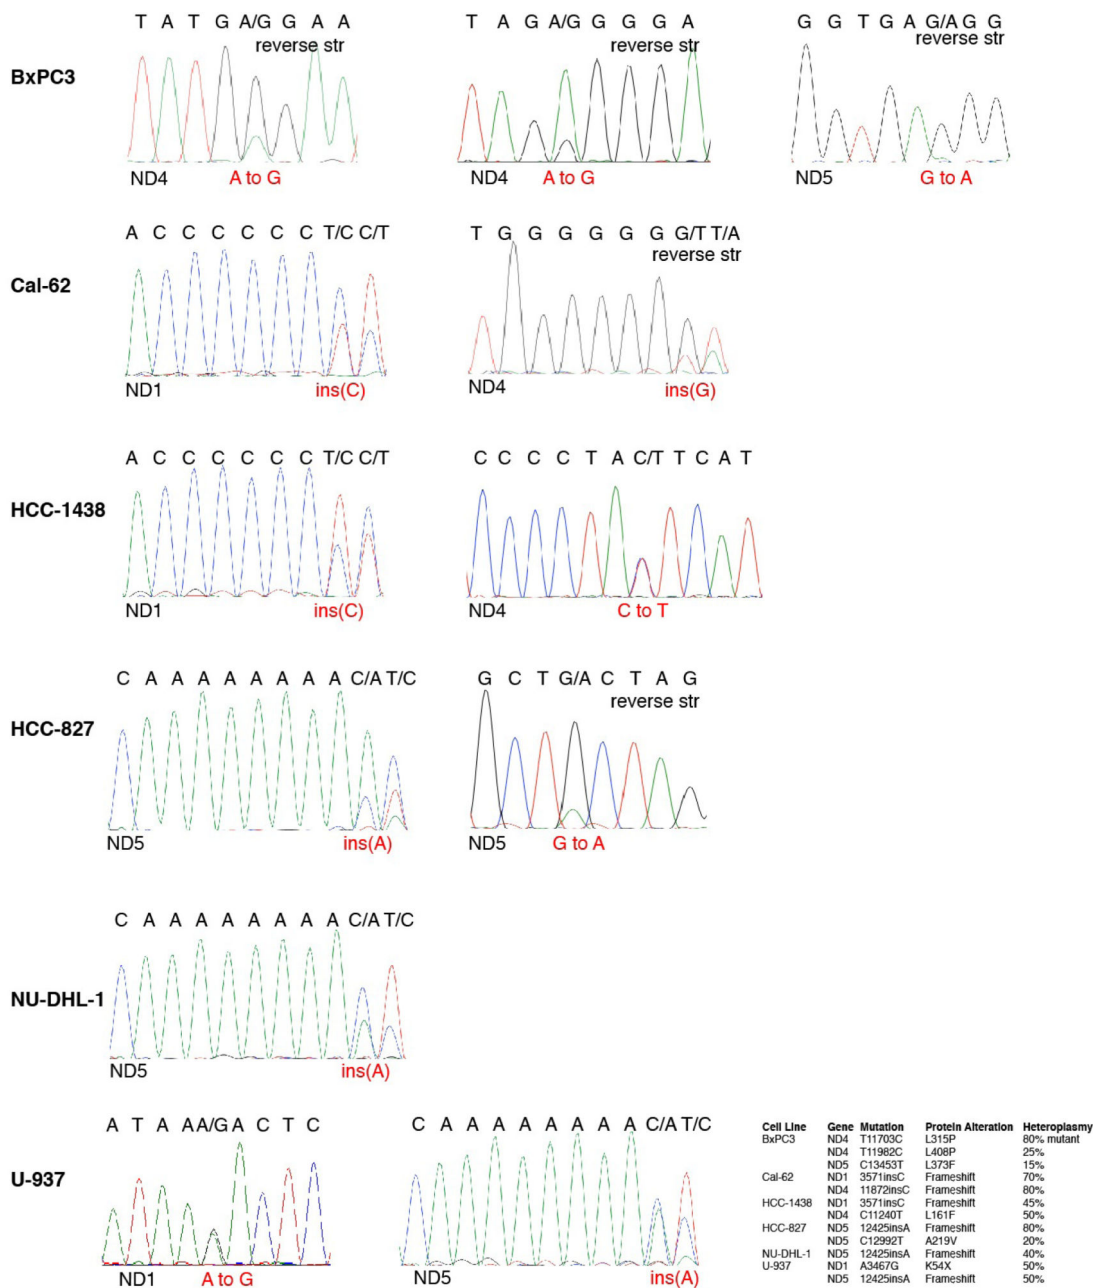 T A T G A/G G A A
reverse str
T A G A/G G G G A
reverse str
G G T G A G/A G G
reverse str
BxPC3
ND4 A to G
ND4 A to G
ND5 G to A
A C C C C C C T/C C/T
T G G G G G G G/T T/A
reverse str
Cal-62
ND1 ins(C)
ND4 ins(G)
A C C C C C C T/C C/T
C C C C T A C/T T C A T
HCC-1438
ND1 ins(C)
ND4 C to T
C A A A A A A A A C/A T/C
G C T G/A C T A G
reverse str
HCC-827
ND5 ins(A)
ND5 G to A
C A A A A A A A A C/A T/C
NU-DHL-1
ND5 ins(A)
A T A A A/G A C T C
C A A A A A A A A C/A T/C
U-937
ND1 A to G
ND5 ins(A)
Cell Line Gene Mutation Protein Alteration Heteroplasmy
BxPC3 ND4 T11703C L315P 80% mutant
ND4 T11982C L408P 25%
ND5 C13453T L373F 15%
Cal-62 ND1 3571insC Frameshift 70%
ND4 11872insC Frameshift 80%
HCC-1438 ND1 3571insC Frameshift 45%
ND4 C11240T L161F 50%
HCC-827 ND5 12425insA Frameshift 80%
ND5 C12992T A219V 20%
NU-DHL-1 ND5 12425insA Frameshift 40%
U-937 ND1 A3467G K54X 50%
ND5 12425insA Frameshift 50%